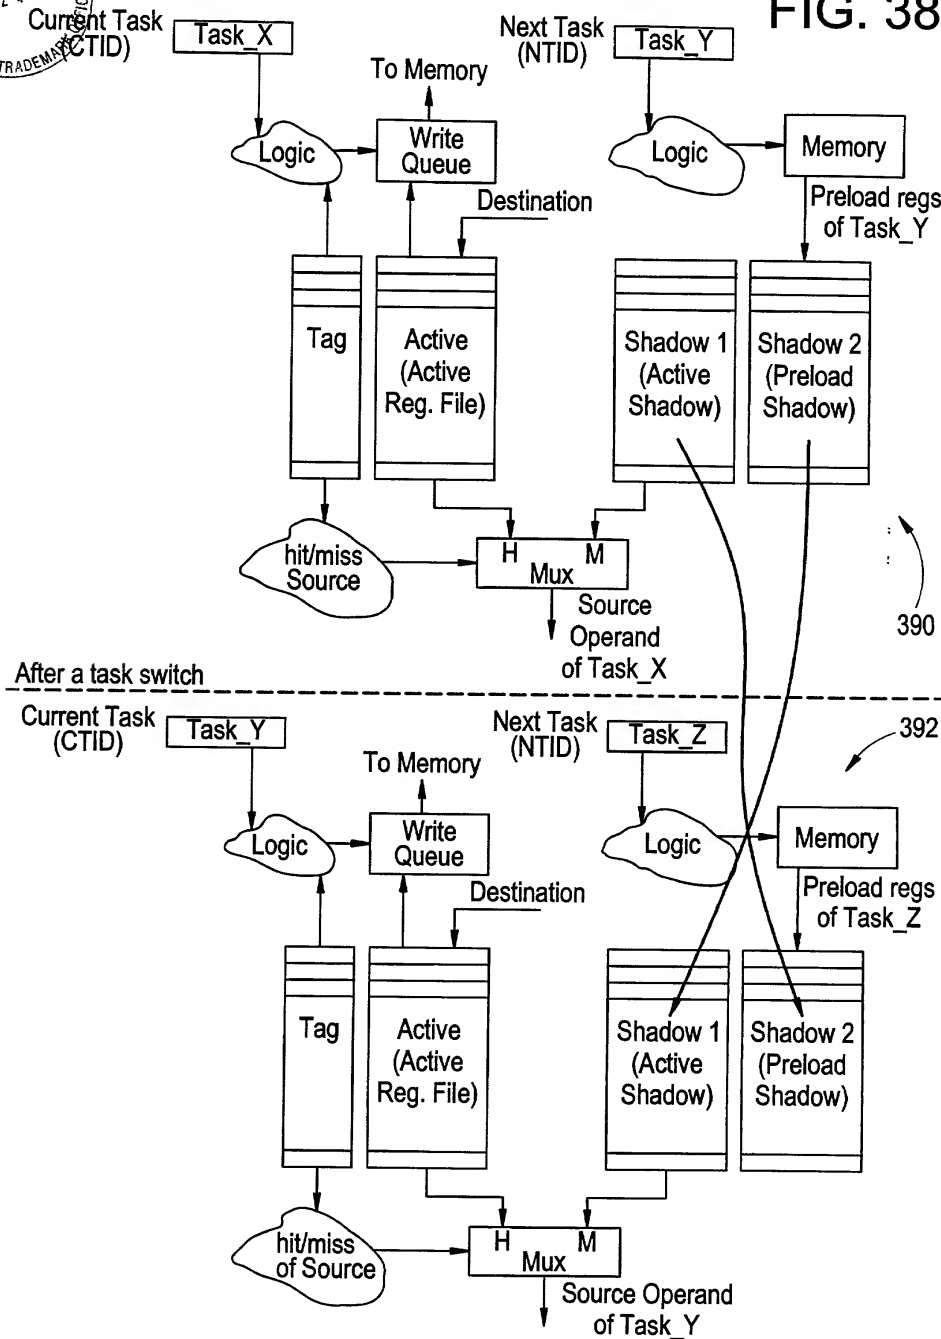 FIG. 38
Current Task
(CTID)
Task_X
Next Task
(NTID)
Task_Y
TRADEMARK
To Memory
Logic
Write
Queue
Logic
Memory
Destination
Preload regs
of Task_Y
Tag
Active
(Active
Reg. File)
Shadow 1
(Active
Shadow)
Shadow 2
(Preload
Shadow)
hit/miss
Source
H
M
Mux
Source
Operand
of Task_X
390
After a task switch
Current Task
(CTID)
Task_Y
Next Task
(NTID)
Task_Z
392
To Memory
Logic
Write
Queue
Logic
Memory
Destination
Preload regs
of Task_Z
Tag
Active
(Active
Reg. File)
Shadow 1
(Active
Shadow)
Shadow 2
(Preload
Shadow)
hit/miss
of Source
H
M
Mux
Source Operand
of Task_Y